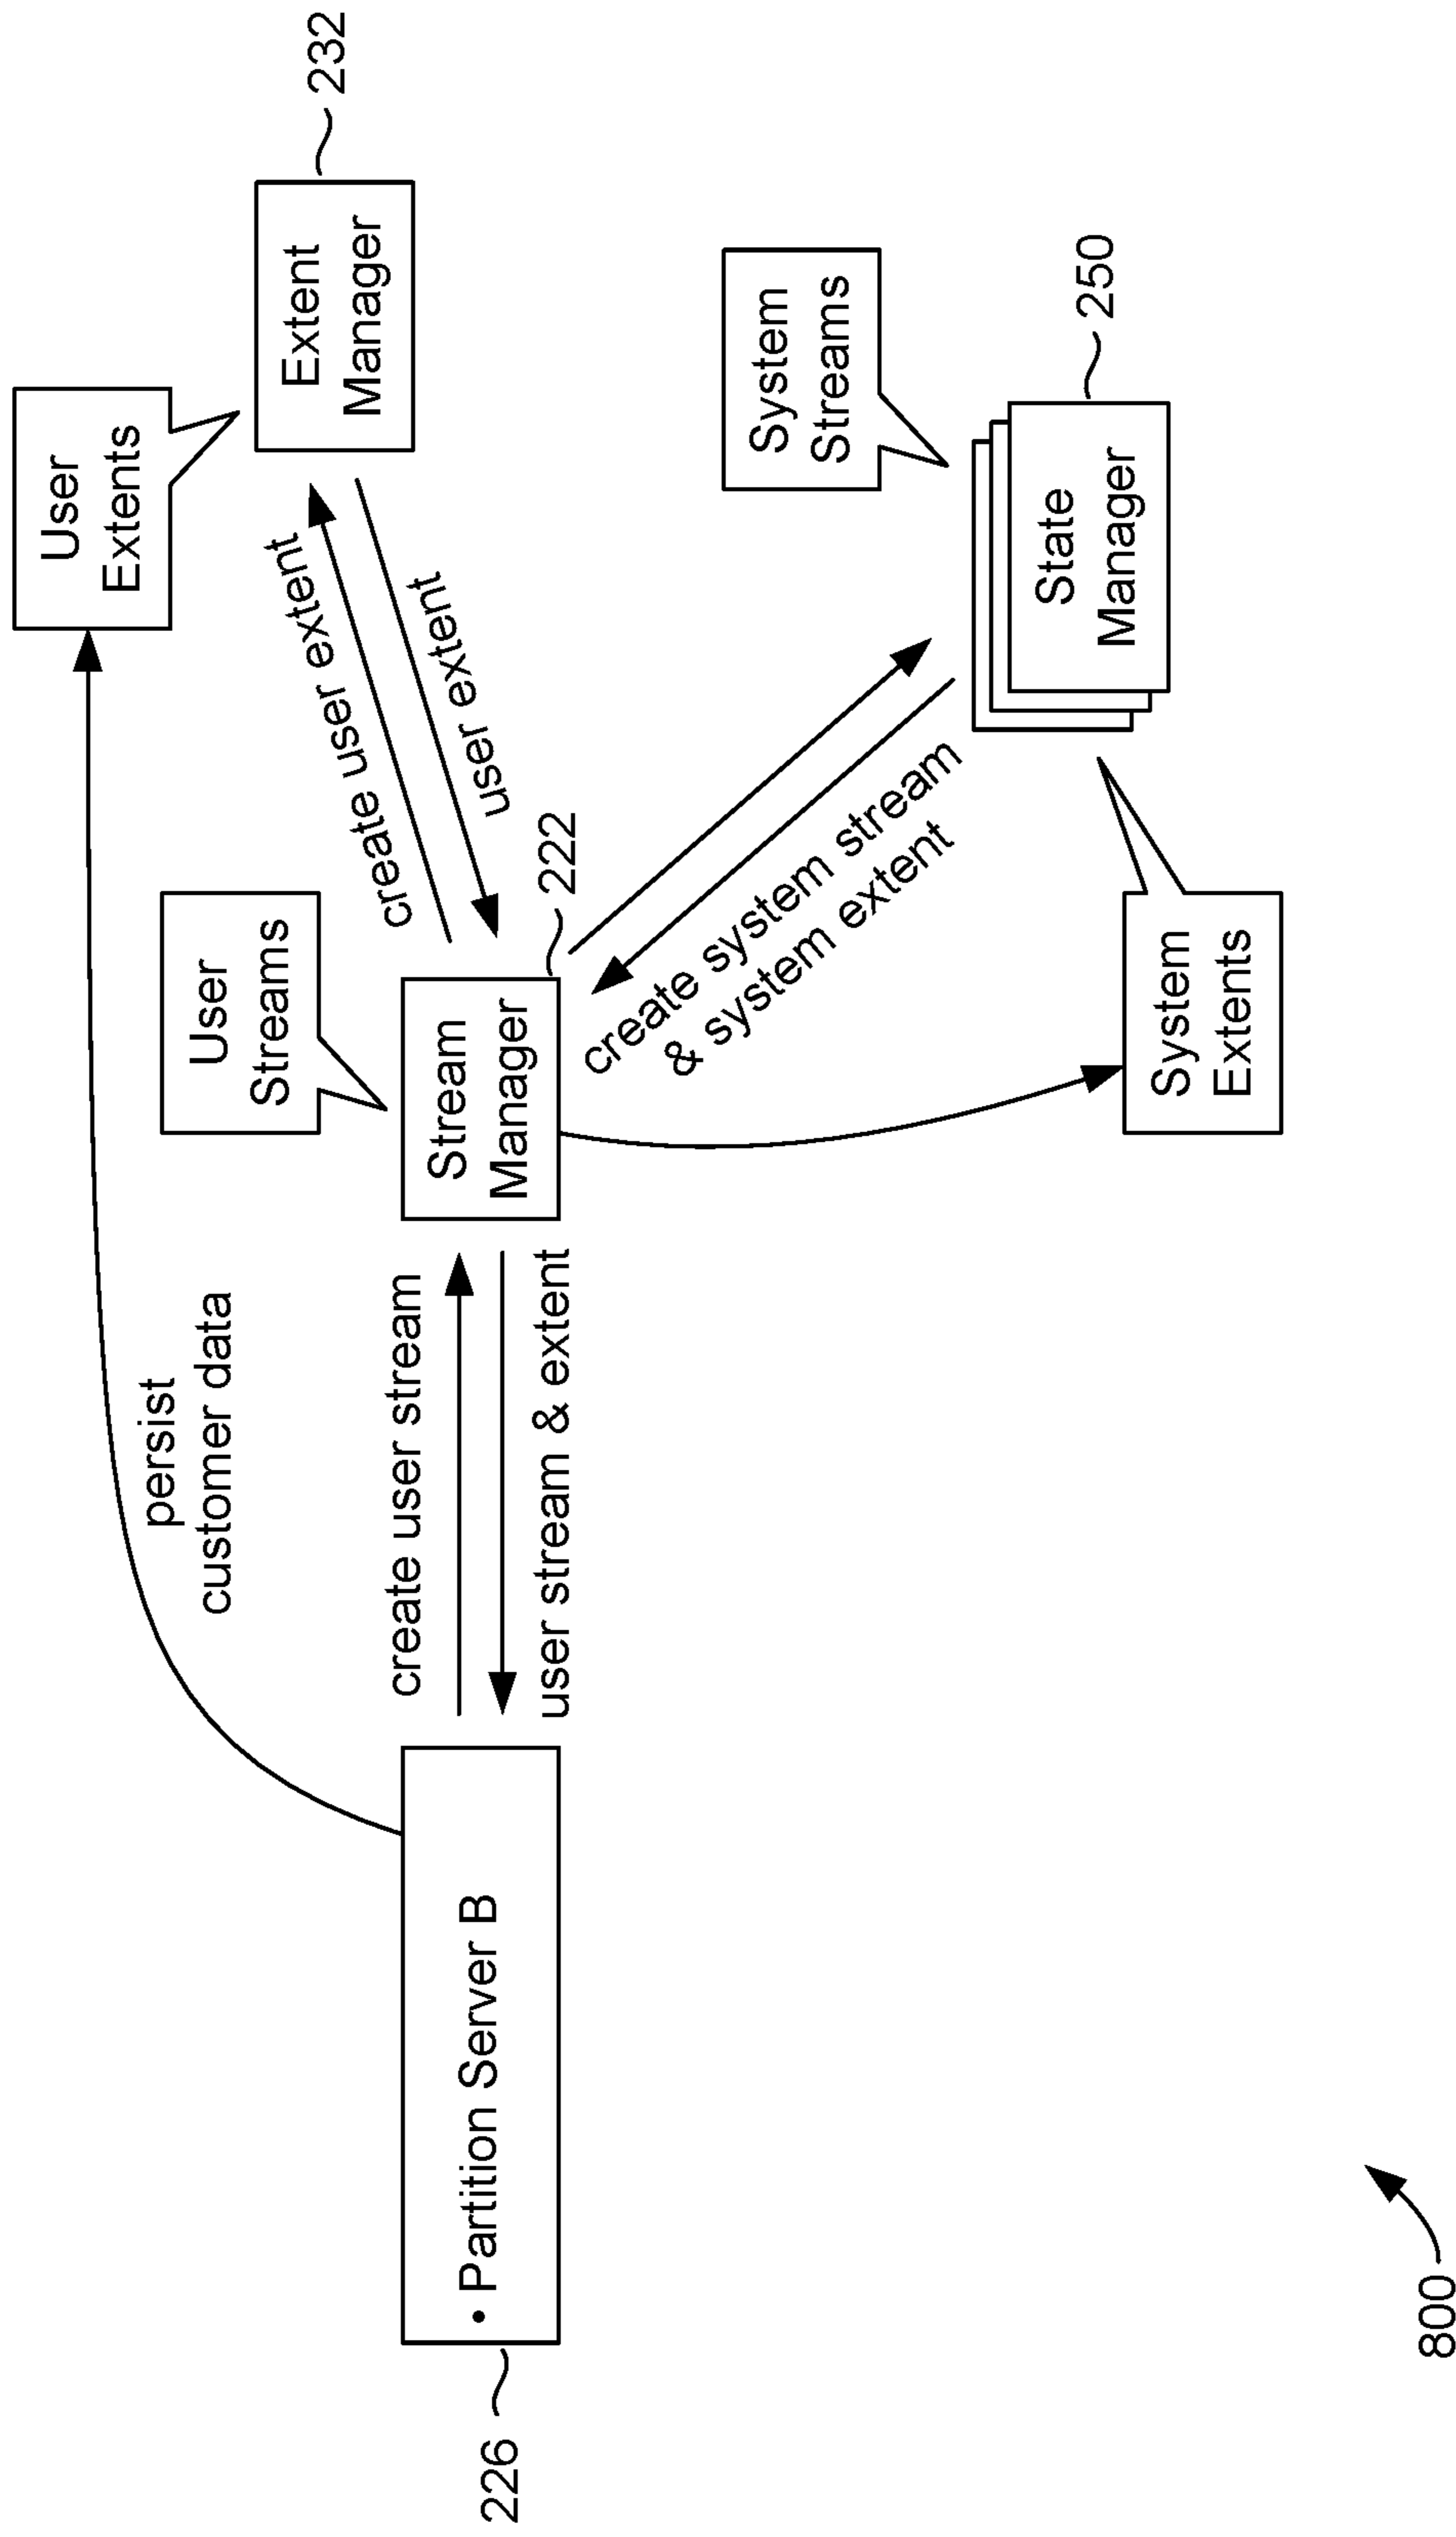 User
Extents
232
Extent
Manager
create user extent
user extent
persist
customer data
User
Streams
222
Stream
Manager
create user stream
user stream & extent
226
• Partition Server B
System
Streams
250
State
Manager
create system stream
& system extent
System
Extents
800